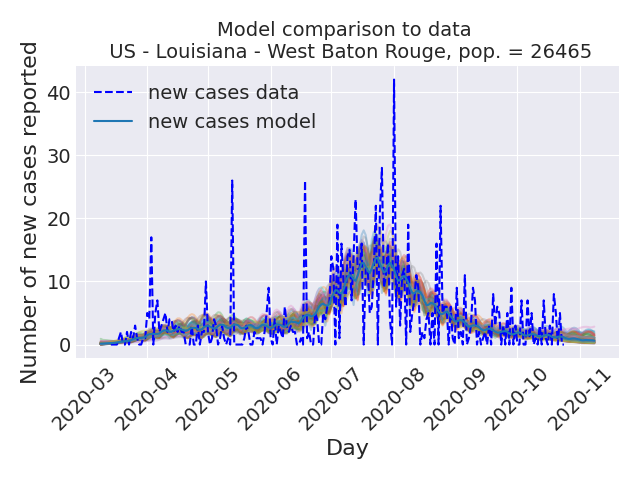 Model comparison to data
US - Louisiana - West Baton Rouge, pop. = 26465
Number of new cases reported
40
30
20
10
0
new cases data
new cases model
2020-03
2020-04
2020-05
2020-06
2020-07
2020-08
2020-09
2020-10
2020-11
Day